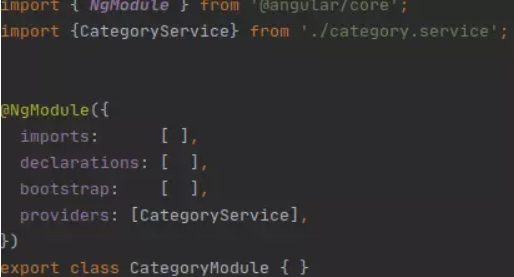 import { NgModule } from '@angular/core';
import {CategoryService} from './category.service';
@NgModule({
imports: [ ],
declarations: [ ],
bootstrap: [ ],
providers: [CategoryService],
})
export class CategoryModule { }